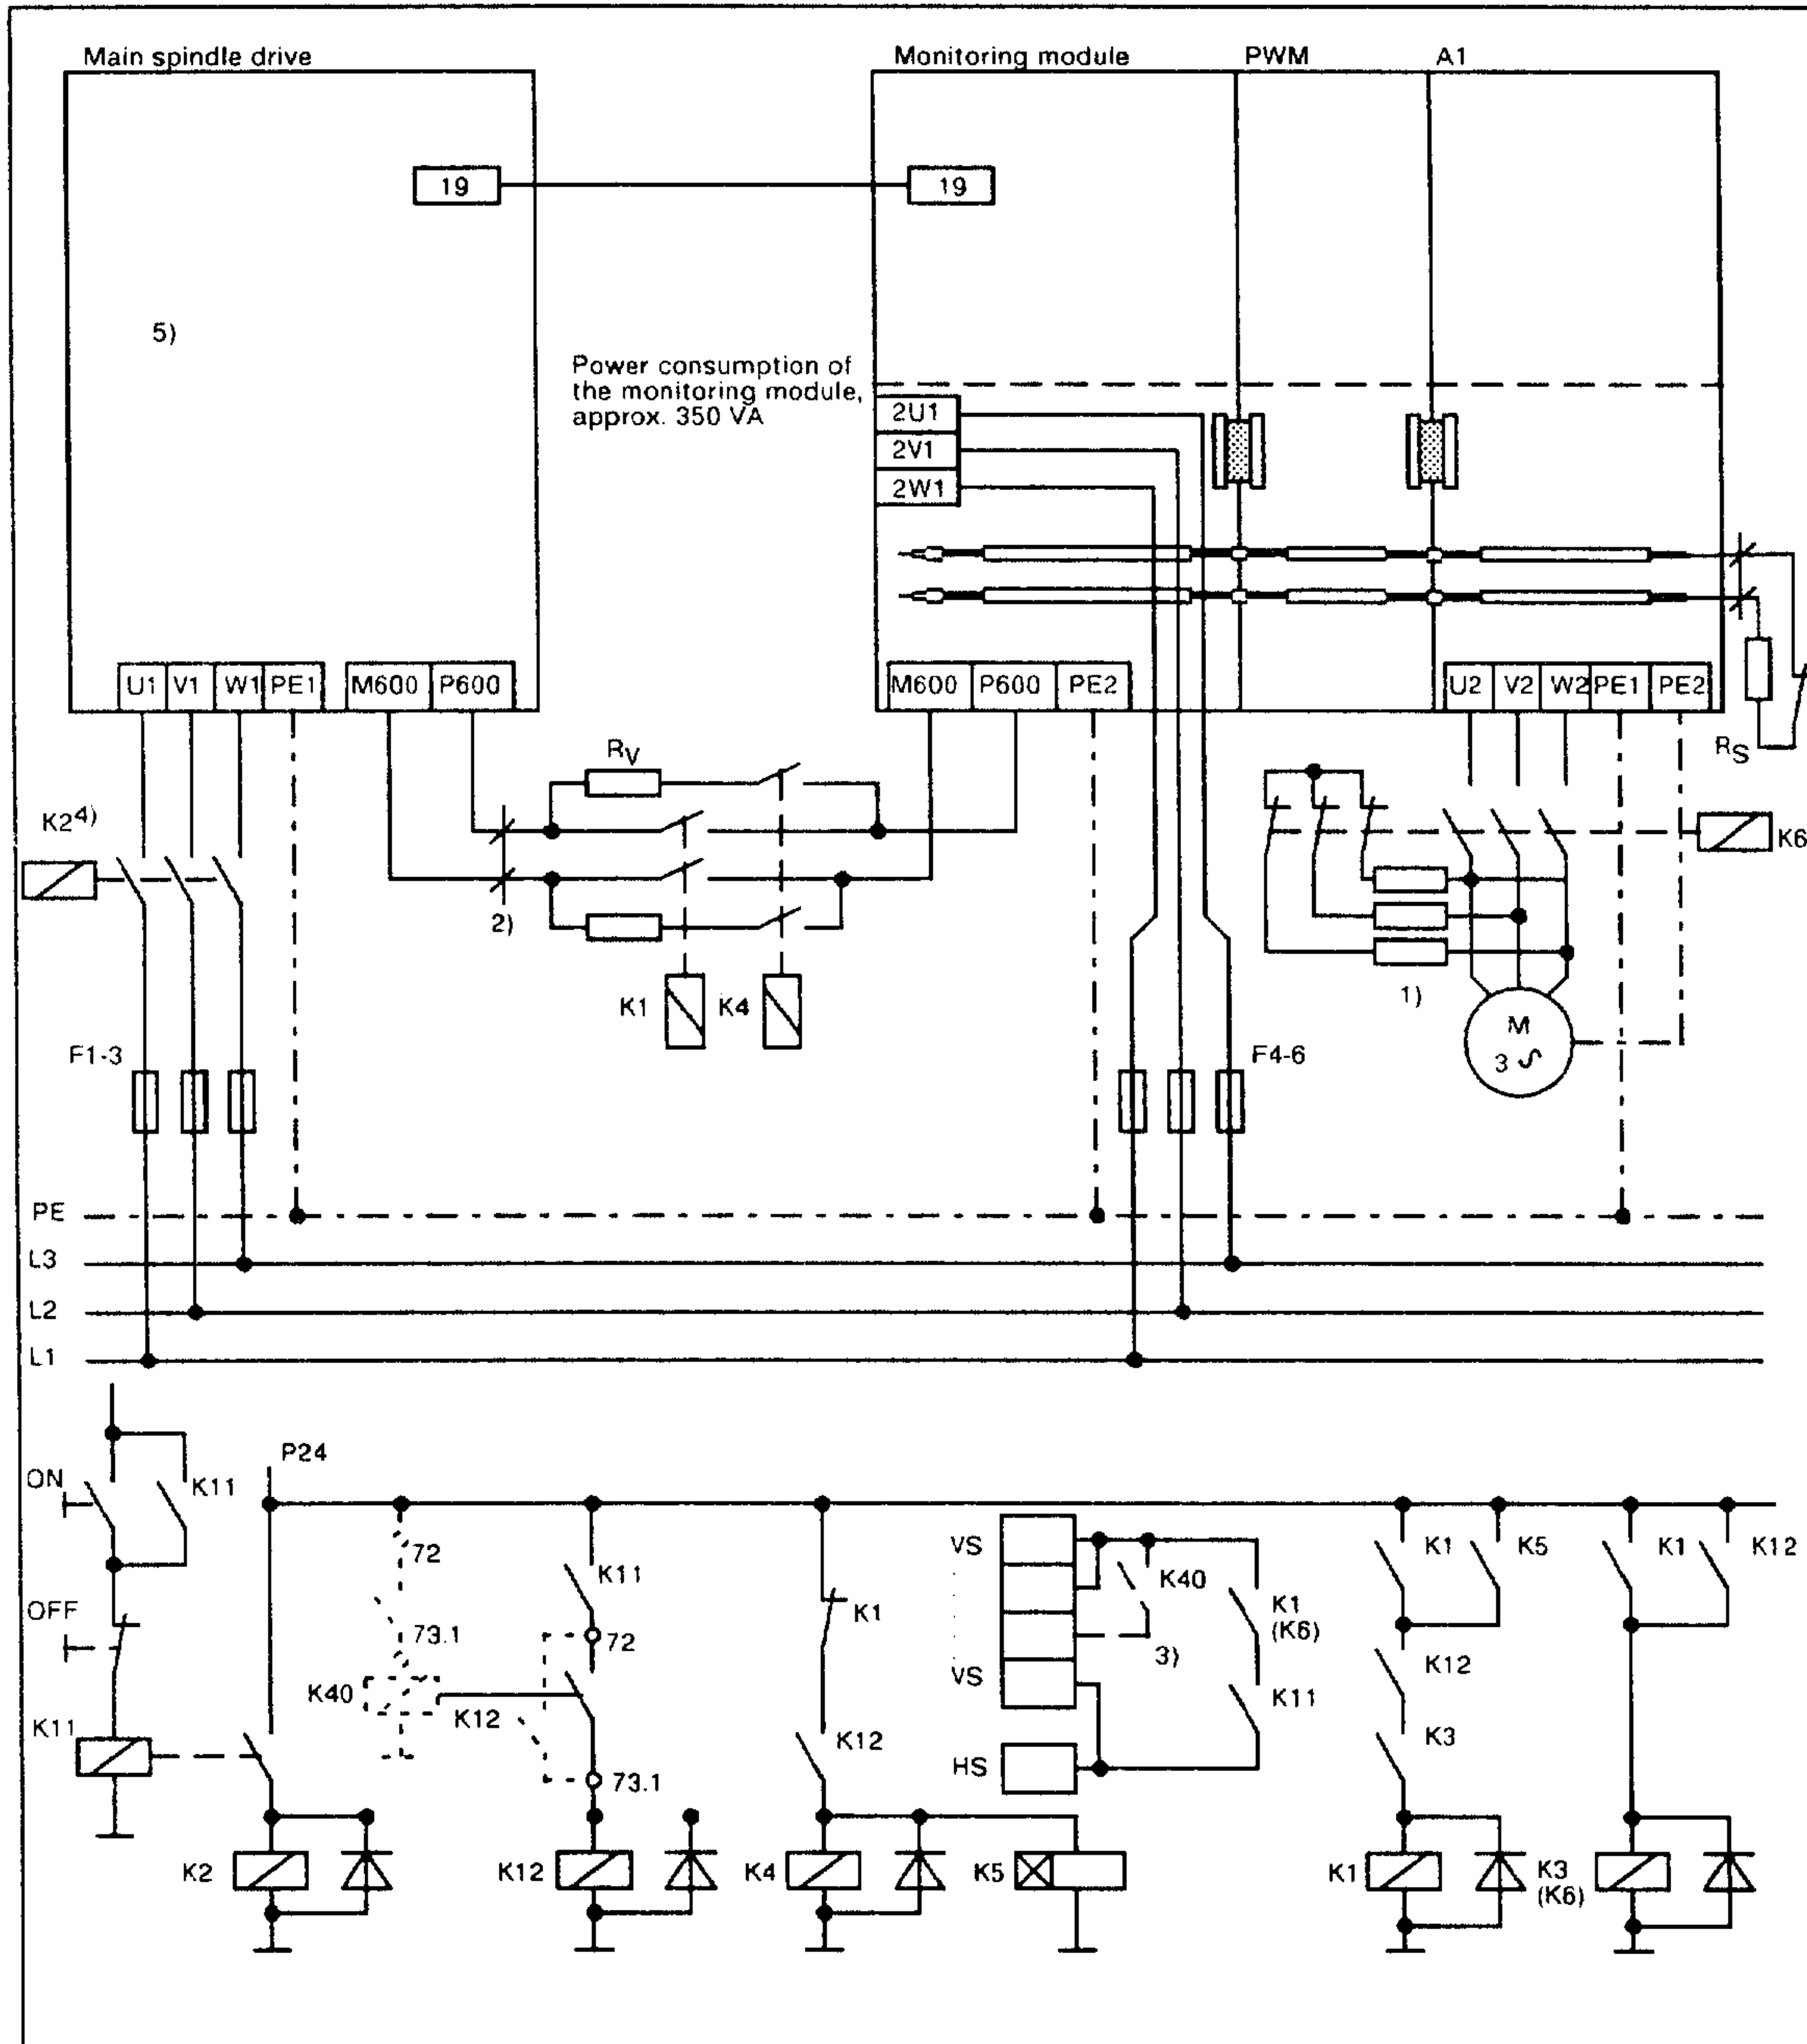 Main spindle drive
Monitoring module
PWM
A1
19
19
5)
Power consumption of
the monitoring module,
approx. 350 VA
2U1
2V1
2W1
U1 V1 W1 PE1 M600 P600
M600 P600 PE2
U2 V2 W2 PE1 PE2
RS
RV
K2 4)
K6
2)
K1 K4
1)
M
3 ∿
F1-3
F4-6
PE
L3
L2
L1
P24
ON
K11
72
K11
VS
K40
K1
(K6)
K1 K5
K1 K12
OFF
73.1
72
K1
3)
VS
K12
K40
K12
K11
K11
K12
K3
73.1
HS
K2
K12
K4
K5
K1
K3
(K6)